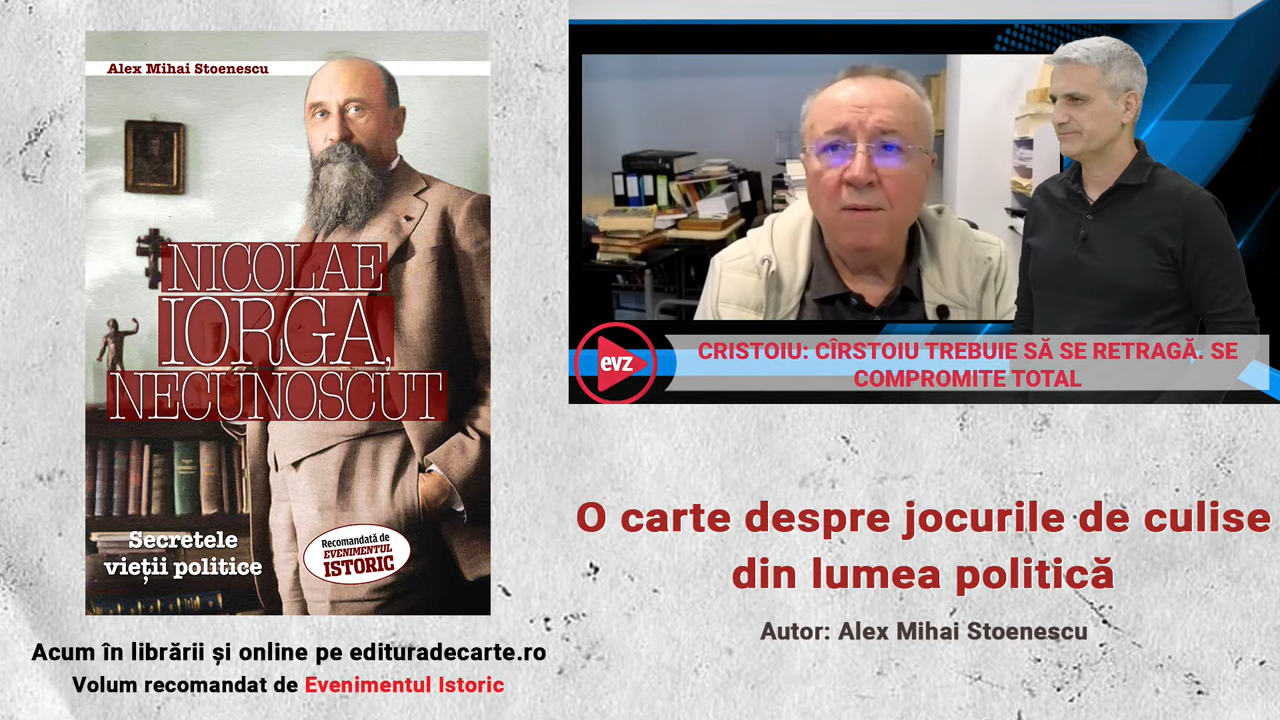 Alex Mihai Stoenescu
NICOLAE
IORGA,
NECUNOSCUT
Secretele
vieții politice
Recomandată de
EVENIMENTUL
ISTORIC
Acum în librării și online pe edituradecarte.ro
Volum recomandat de Evenimentul Istoric
evz
CRISTOIU: CÎRSTOIU TREBUIE SĂ SE RETRAGĂ. SE
COMPROMITE TOTAL
O carte despre jocurile de culise
din lumea politică
Autor: Alex Mihai Stoenescu